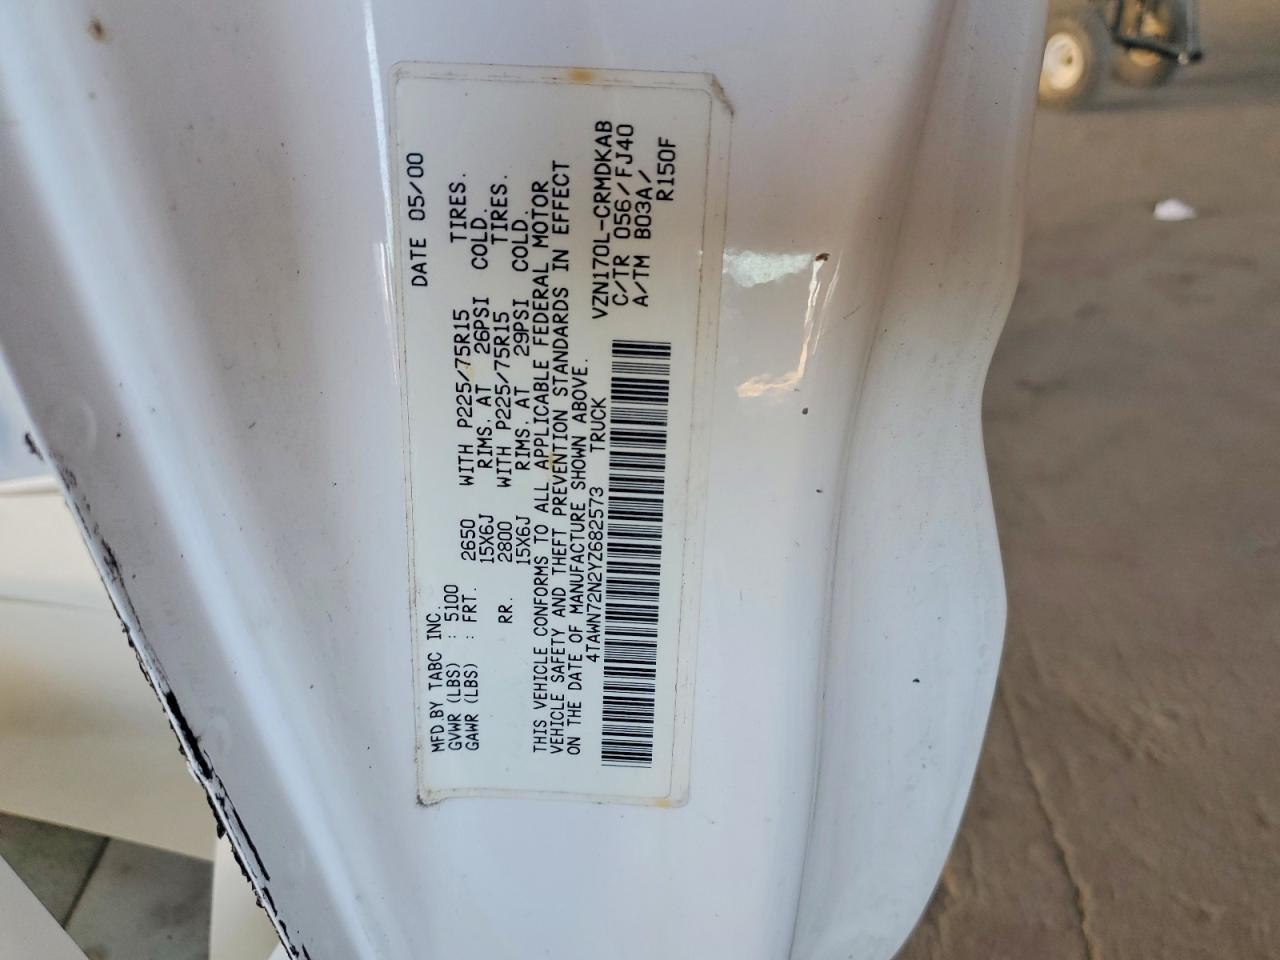 DATE 05/00
MFD.BY TABC INC.
GVWR (LBS) : 5100
GAWR (LBS) : FRT. 2650 WITH P225/75R15 TIRES.
15X6J RIMS. AT 26PSI COLD.
RR. 2800 WITH P225/75R15 TIRES.
15X6J RIMS. AT 29PSI COLD.
THIS VEHICLE CONFORMS TO ALL APPLICABLE FEDERAL MOTOR
VEHICLE SAFETY AND THEFT PREVENTION STANDARDS IN EFFECT
ON THE DATE OF MANUFACTURE SHOWN ABOVE.
4TAWN72N2YZ682573 TRUCK
VZN170L-CRMDKAB
C/TR 056/FJ40
A/TM B03A/
R150F